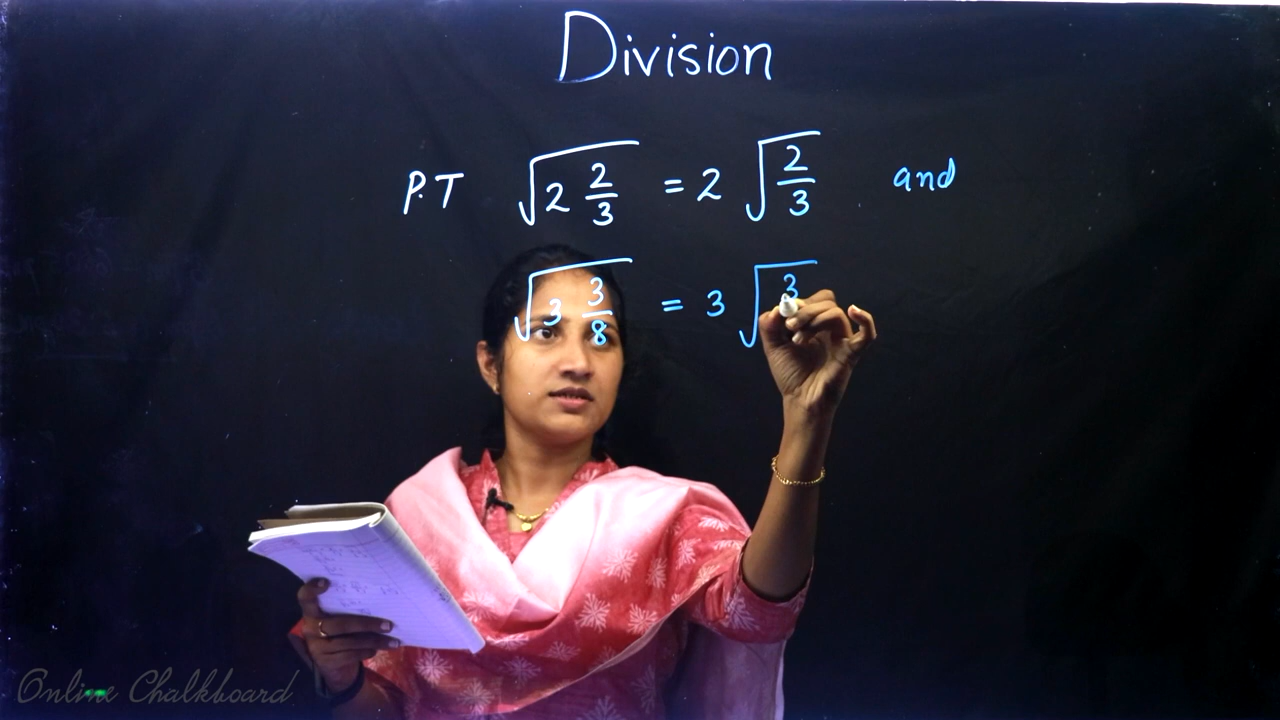 Division
P.T √2 2/3 = 2 √2/3 and
√3 3/8 = 3 √3
Online Chalkboard